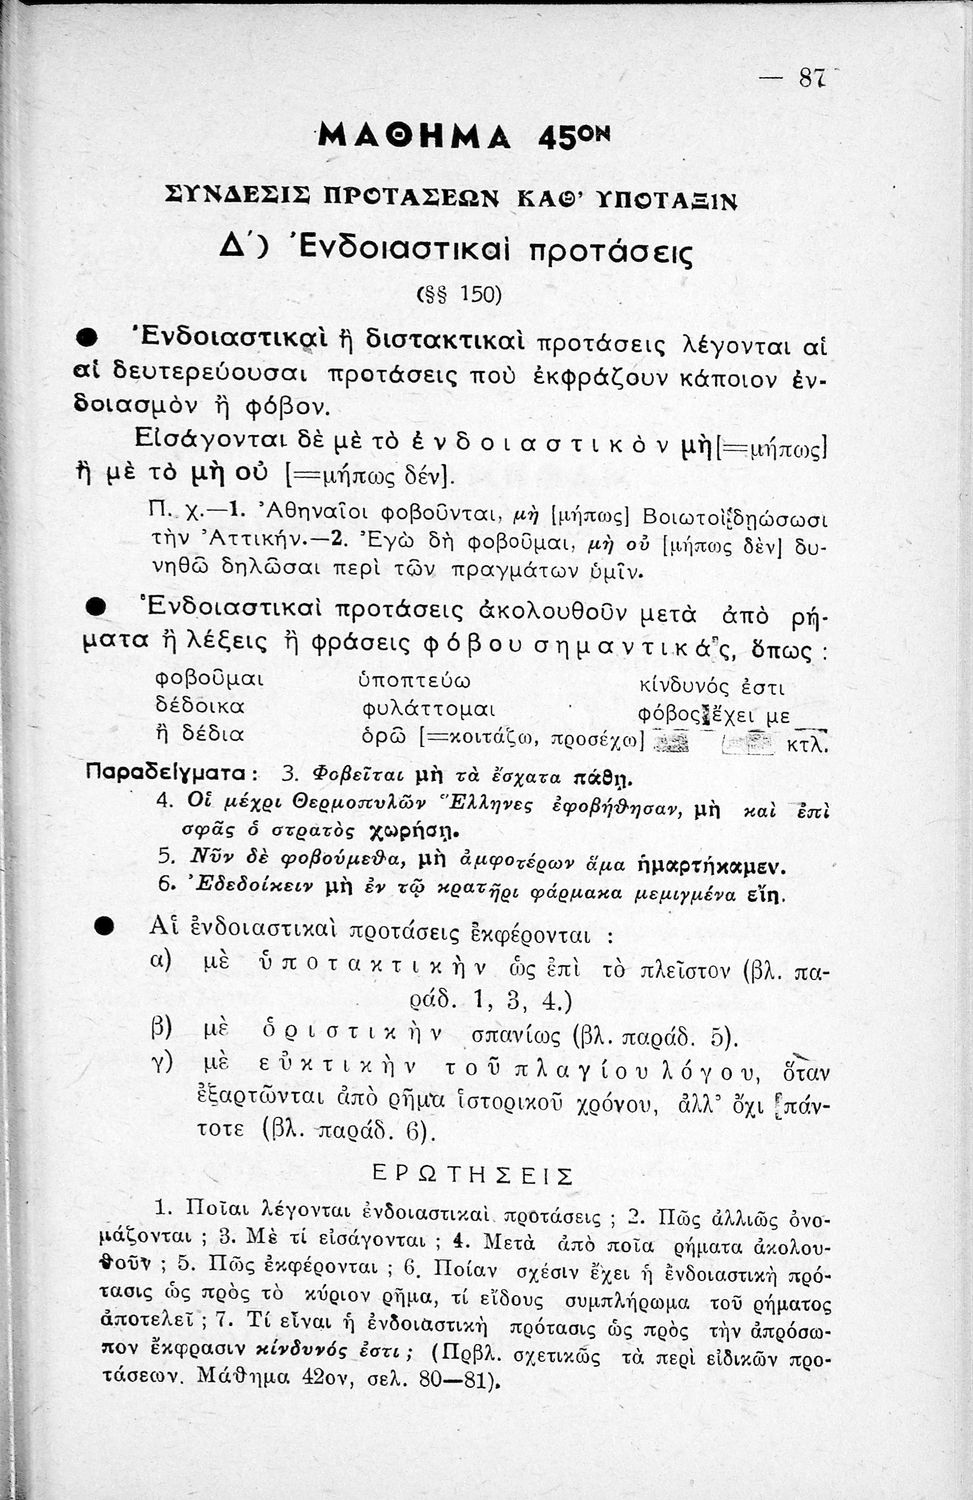 — 87
ΜΑΘΗΜΑ 45ΟΝ
ΣΥΝΔΕΣΙΣ ΠΡΟΤΑΣΕΩΝ ΚΑΘ’ ΥΠΟΤΑΞΙΝ
Δ΄) Ἐνδοιαστικαὶ προτάσεις
(§§ 150)
● Ἐνδοιαστικαὶ ἢ διστακτικαὶ προτάσεις λέγονται αἱ
αἱ δευτερεύουσαι προτάσεις ποὺ ἐκφράζουν κάποιον ἐν-
δοιασμὸν ἢ φόβον.
Εἰσάγονται δὲ μὲ τὸ ἐνδοιαστικὸν μὴ [=μήπως]
ἢ μὲ τὸ μὴ οὐ [=μήπως δέν].
Π. χ.—1. Ἀθηναῖοι φοβοῦνται, μὴ [μήπως] Βοιωτοὶ δῃώσωσι
τὴν Ἀττικήν.—2. Ἐγὼ δὴ φοβοῦμαι, μὴ οὐ [μήπως δὲν] δυ-
νηθῶ δηλῶσαι περὶ τῶν πραγμάτων ὑμῖν.
● Ἐνδοιαστικαὶ προτάσεις ἀκολουθοῦν μετὰ ἀπὸ ρή-
ματα ἢ λέξεις ἢ φράσεις φόβου σημαντικάς, ὅπως :
φοβοῦμαι ὑποπτεύω κίνδυνός ἐστι
δέδοικα φυλάττομαι φόβος ἔχει με
ἢ δέδια ὁρῶ [=κοιτάζω, προσέχω] κτλ.
Παραδείγματα : 3. Φοβεῖται μὴ τὰ ἔσχατα πάθῃ.
4. Οἱ μέχρι Θερμοπυλῶν Ἕλληνες ἐφοβήθησαν, μὴ καὶ ἐπὶ
σφᾶς ὁ στρατὸς χωρήσῃ.
5. Νῦν δὲ φοβούμεθα, μὴ ἀμφοτέρων ἅμα ἡμαρτήκαμεν.
6. Ἐδεδοίκειν μὴ ἐν τῷ κρατῆρι φάρμακα μεμιγμένα εἴη.
● Αἱ ἐνδοιαστικαὶ προτάσεις ἐκφέρονται :
α) μὲ ὑποτακτικὴν ὡς ἐπὶ τὸ πλεῖστον (βλ. πα-
ράδ. 1, 3, 4.)
β) μὲ ὁριστικὴν σπανίως (βλ. παράδ. 5).
γ) μὲ εὐκτικὴν τοῦ πλαγίου λόγου, ὅταν
ἐξαρτῶνται ἀπὸ ρῆμα ἱστορικοῦ χρόνου, ἀλλ’ ὄχι πάν-
τοτε (βλ. παράδ. 6).
ΕΡΩΤΗΣΕΙΣ
1. Ποῖαι λέγονται ἐνδοιαστικαὶ προτάσεις ; 2. Πῶς ἀλλιῶς ὀνο-
μάζονται ; 3. Μὲ τί εἰσάγονται ; 4. Μετὰ ἀπὸ ποῖα ρήματα ἀκολου-
θοῦν ; 5. Πῶς ἐκφέρονται ; 6. Ποίαν σχέσιν ἔχει ἡ ἐνδοιαστικὴ πρό-
τασις ὡς πρὸς τὸ κύριον ρῆμα, τί εἴδους συμπλήρωμα τοῦ ρήματος
ἀποτελεῖ ; 7. Τί εἶναι ἡ ἐνδοιαστικὴ πρότασις ὡς πρὸς τὴν ἀπρόσω-
πον ἔκφρασιν κίνδυνός ἐστι ; (Πρβλ. σχετικῶς τὰ περὶ εἰδικῶν προ-
τάσεων. Μάθημα 42ον, σελ. 80—81).